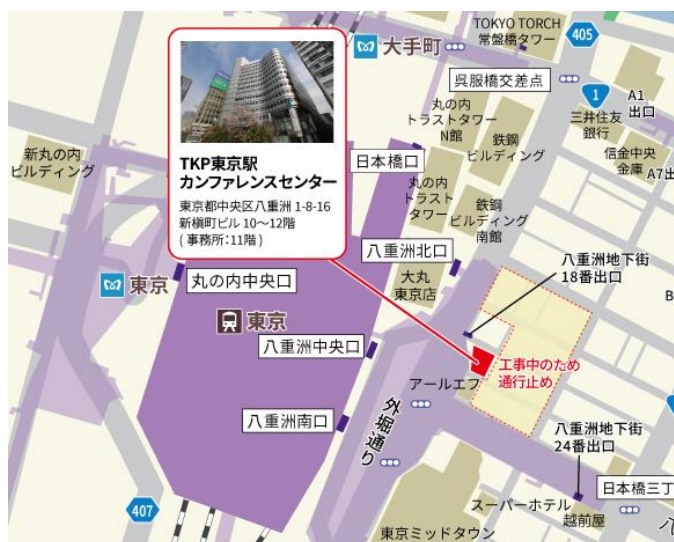 TOKYO TORCH
常盤橋タワー
405
大手町
呉服橋交差点
1
A1
出口
三井住友
銀行
丸の内
トラストタワー
N館
鉄鋼
ビルディング
信金中央
金庫
A7出
新丸の内
ビルディング
TKP東京駅
カンファレンスセンター
東京都中央区八重洲 1-8-16
新槇町ビル 10～12階
( 事務所:11階 )
日本橋口
丸の内
トラスト
タワー
鉄鋼
ビルディング
南館
八重洲北口
八重洲地下街
18番出口
大丸
東京店
東京
丸の内中央口
東京
B
八重洲中央口
工事中のため
通行止め
アールエフ
八重洲南口
外堀通り
八重洲地下街
24番出口
日本橋三丁
スーパーホテル
越前屋
八
407
東京ミッドタウン